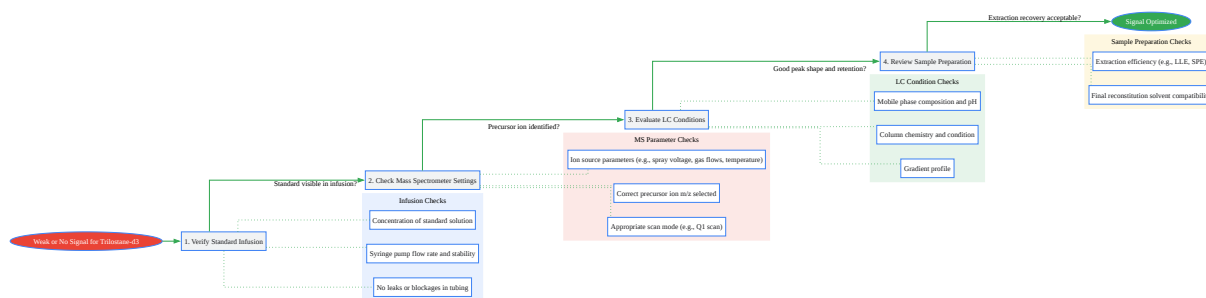 Weak or No Signal for Trilostane-d3
1. Verify Standard Infusion
Standard visible in infusion?
2. Check Mass Spectrometer Settings
Infusion Checks
Concentration of standard solution
Syringe pump flow rate and stability
No leaks or blockages in tubing
Precursor ion identified?
3. Evaluate LC Conditions
MS Parameter Checks
Ion source parameters (e.g., spray voltage, gas flows, temperature)
Correct precursor ion m/z selected
Appropriate scan mode (e.g., Q1 scan)
Good peak shape and retention?
4. Review Sample Preparation
LC Condition Checks
Mobile phase composition and pH
Column chemistry and condition
Gradient profile
Extraction recovery acceptable?
Signal Optimized
Sample Preparation Checks
Extraction efficiency (e.g., LLE, SPE)
Final reconstitution solvent